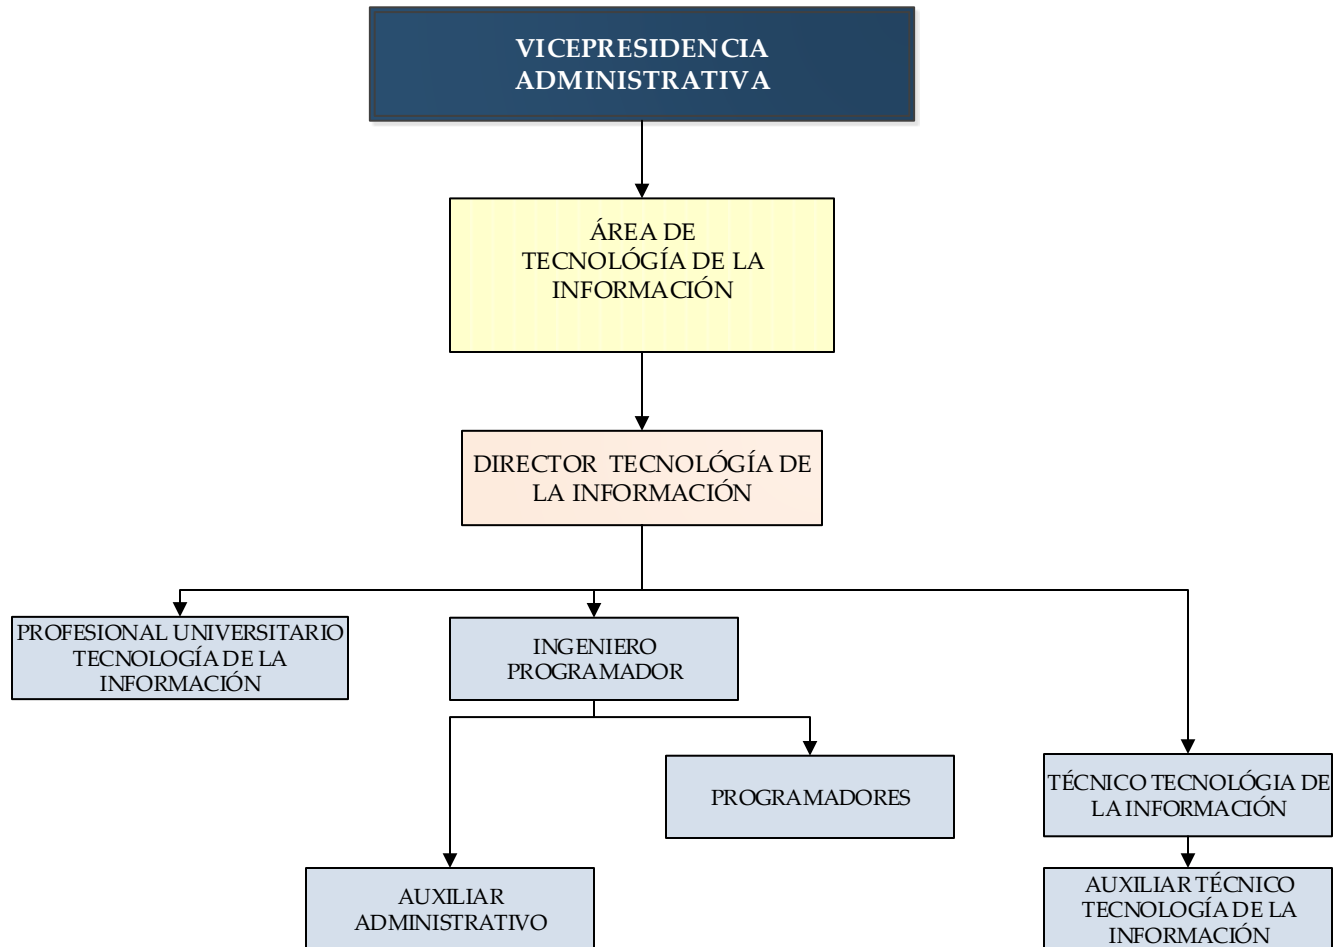 VICEPRESIDENCIA
ADMINISTRATIVA
ÁREA DE
TECNOLÓGÍA DE LA
INFORMACIÓN
DIRECTOR TECNOLÓGÍA DE
LA INFORMACIÓN
PROFESIONAL UNIVERSITARIO
TECNOLOGÍA DE LA
INFORMACIÓN
INGENIERO
PROGRAMADOR
PROGRAMADORES
TÉCNICO TECNOLÓGIA DE
LA INFORMACIÓN
AUXILIAR
ADMINISTRATIVO
AUXILIAR TÉCNICO
TECNOLOGÍA DE LA
INFORMACIÓN